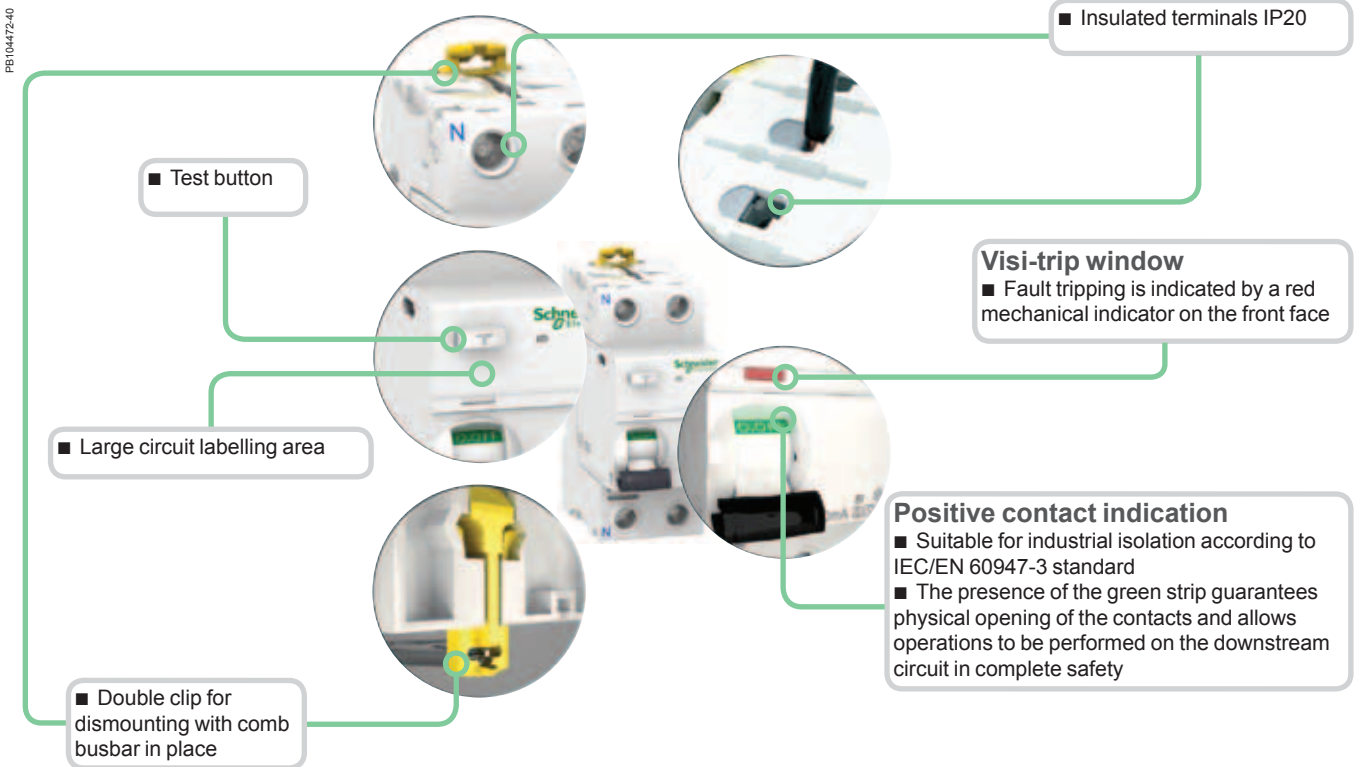 PB104472-40
■ Insulated terminals IP20
N
■ Test button
Visi-trip window
■ Fault tripping is indicated by a red
mechanical indicator on the front face
Schne
N
Schneider
■ Large circuit labelling area
Positive contact indication
■ Suitable for industrial isolation according to
IEC/EN 60947-3 standard
■ The presence of the green strip guarantees
physical opening of the contacts and allows
operations to be performed on the downstream
circuit in complete safety
N
■ Double clip for
dismounting with comb
busbar in place